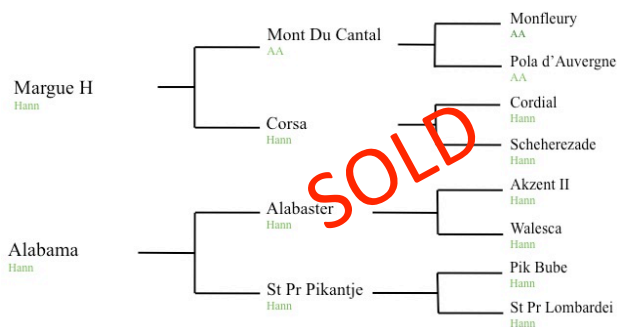 Monfleury
AA
Mont Du Cantal
AA
Pola d'Auvergne
AA
Margue H
Hann
Cordial
Hann
Corsa
Hann
Scheherezade
Hann
SOLD
Akzent II
Hann
Alabaster
Hann
Walesca
Hann
Alabama
Hann
Pik Bube
Hann
St Pr Pikantje
Hann
St Pr Lombardei
Hann